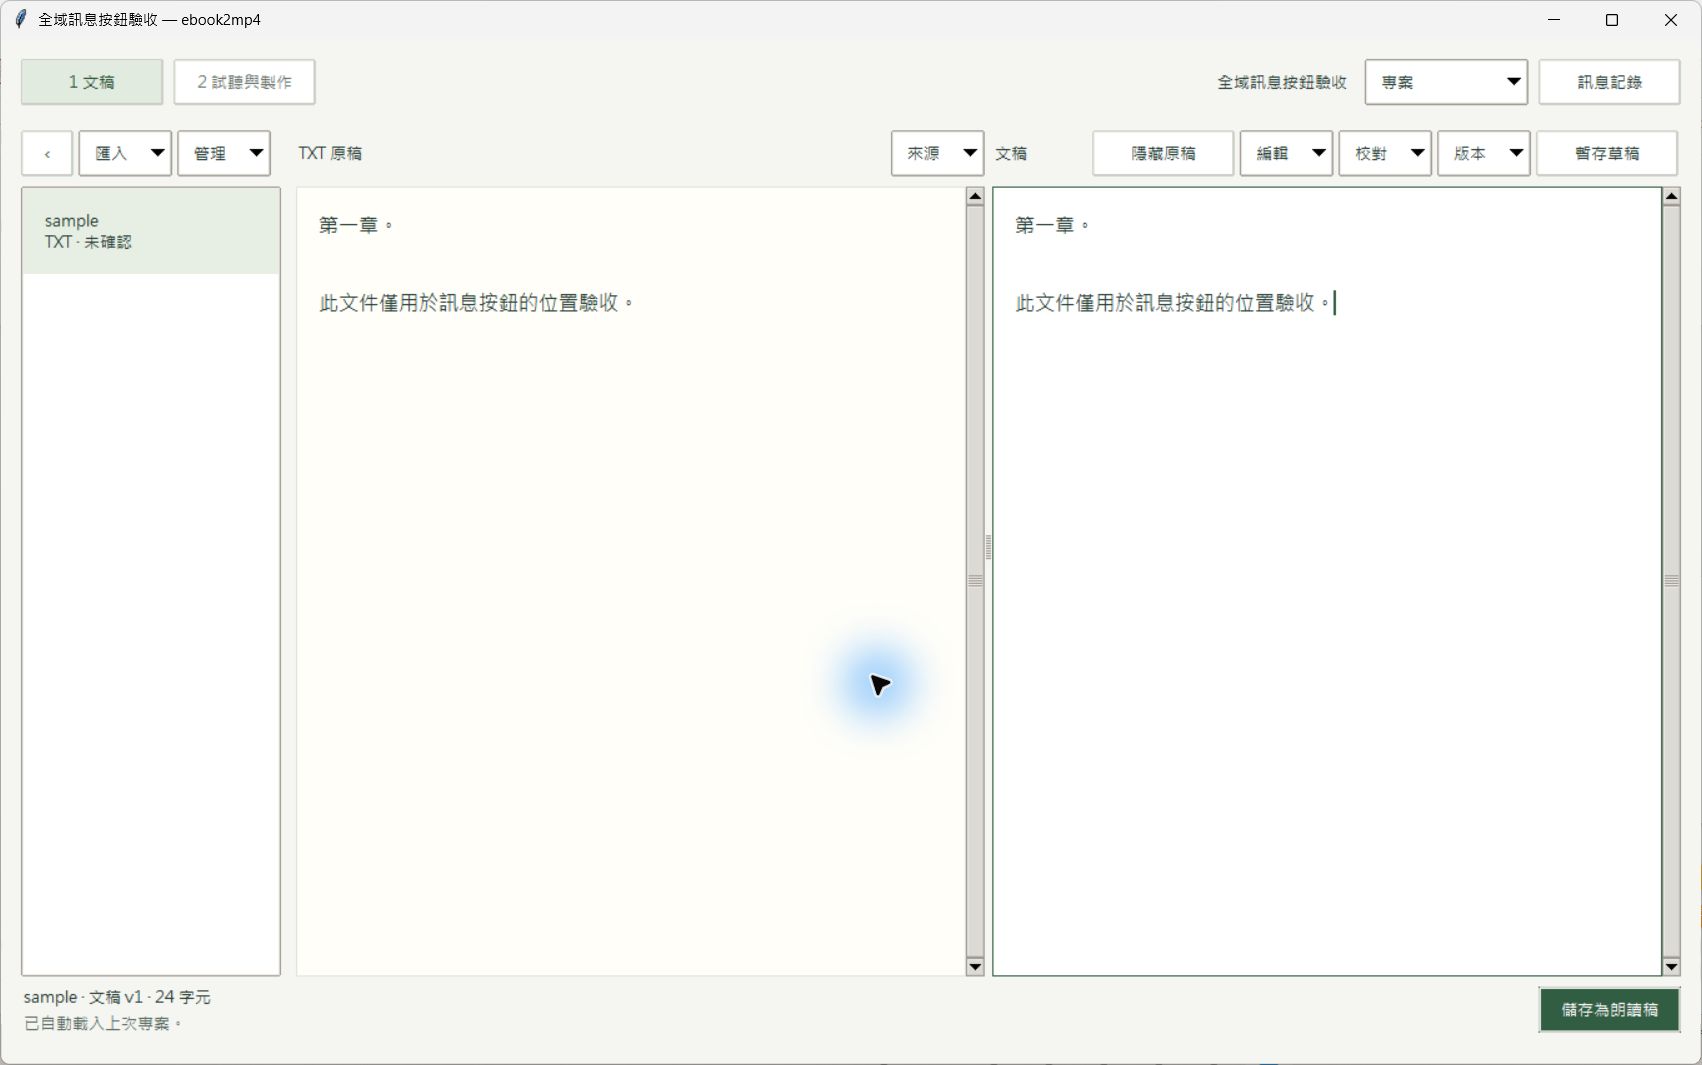 全域訊息按鈕驗收 — ebook2mp4
1 文稿
2 試聽與製作
全域訊息按鈕驗收
專案
訊息記錄
‹
匯入
管理
TXT 原稿
來源
文稿
隱藏原稿
編輯
校對
版本
暫存草稿
sample
TXT · 未確認
第一章。
此文件僅用於訊息按鈕的位置驗收。
第一章。
此文件僅用於訊息按鈕的位置驗收。
sample · 文稿 v1 · 24 字元
已自動載入上次專案。
儲存為朗讀稿